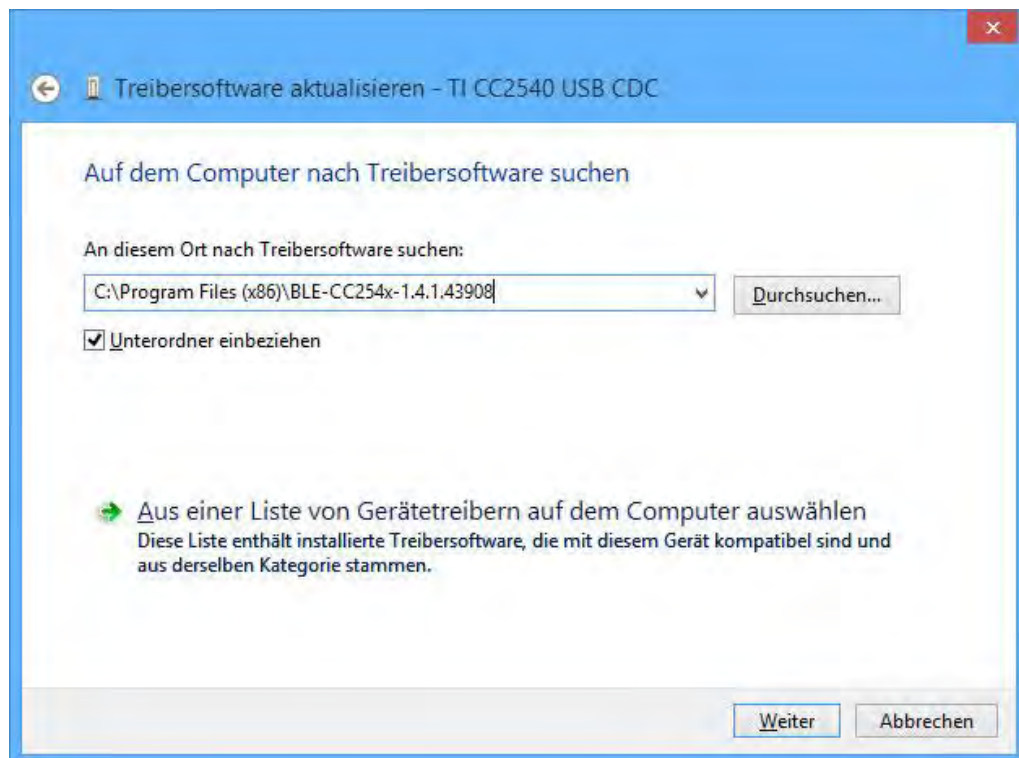 Treibersoftware aktualisieren - TI CC2540 USB CDC
Auf dem Computer nach Treibersoftware suchen
An diesem Ort nach Treibersoftware suchen:
C:\Program Files (x86)\BLE-CC254x-1.4.1.43908
Durchsuchen...
Unterordner einbeziehen
Aus einer Liste von Gerätetreibern auf dem Computer auswählen
Diese Liste enthält installierte Treibersoftware, die mit diesem Gerät kompatibel sind und
aus derselben Kategorie stammen.
Weiter
Abbrechen